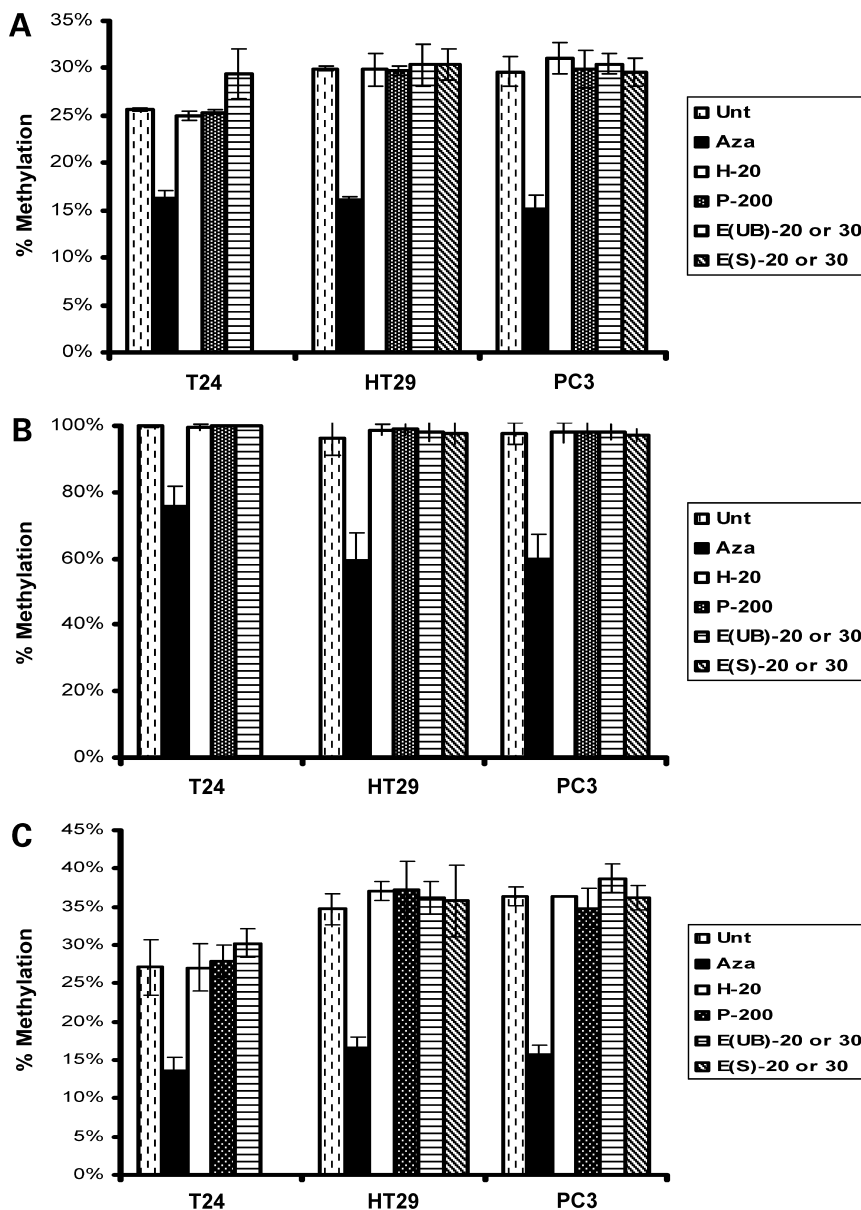 A
% Methylation
35%
30%
25%
20%
15%
10%
5%
0%
T24 HT29 PC3
Unt
Aza
H-20
P-200
E(UB)-20 or 30
E(S)-20 or 30
B
% Methylation
100%
80%
60%
40%
20%
0%
T24 HT29 PC3
Unt
Aza
H-20
P-200
E(UB)-20 or 30
E(S)-20 or 30
C
% Methylation
45%
40%
35%
30%
25%
20%
15%
10%
5%
0%
T24 HT29 PC3
Unt
Aza
H-20
P-200
E(UB)-20 or 30
E(S)-20 or 30